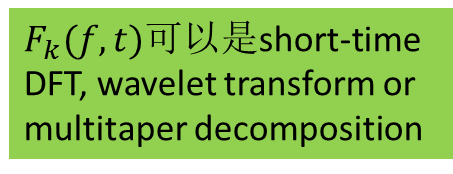 $F_k(f,t)$可以是short-time
DFT, wavelet transform or
multitaper decomposition